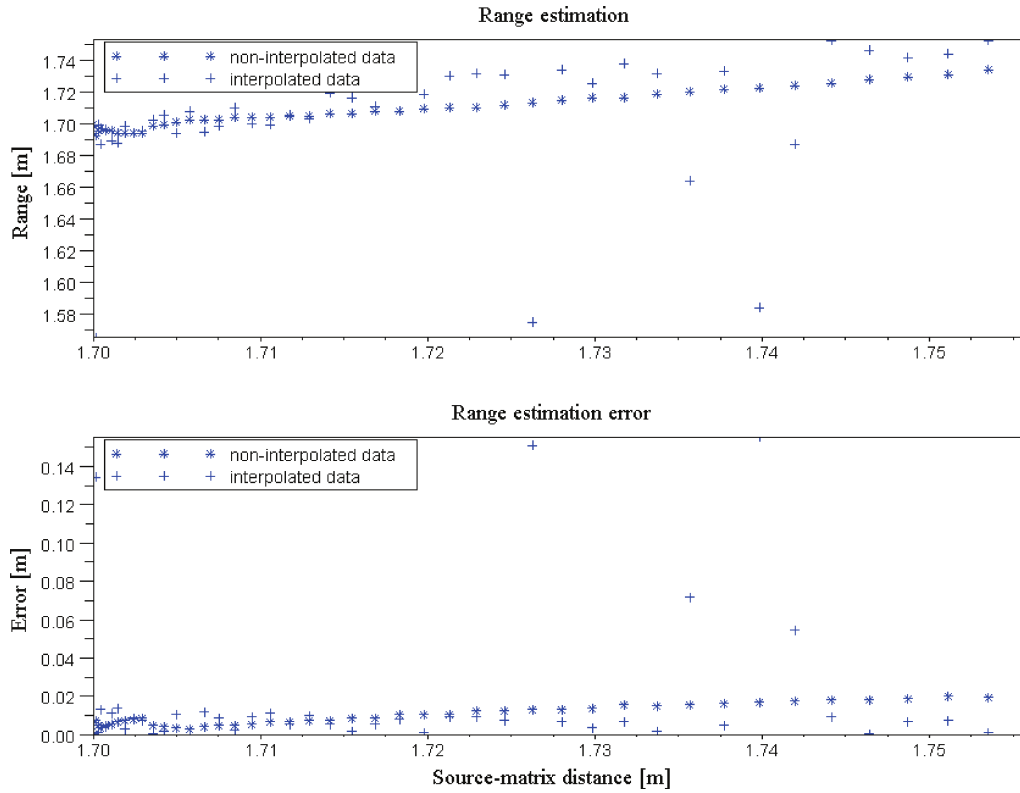 Range estimation
non-interpolated data
interpolated data
Range [m]
1.74
1.72
1.70
1.68
1.66
1.64
1.62
1.60
1.58
1.70 1.71 1.72 1.73 1.74 1.75
Range estimation error
non-interpolated data
interpolated data
Error [m]
0.14
0.12
0.10
0.08
0.06
0.04
0.02
0.00
1.70 1.71 1.72 1.73 1.74 1.75
Source-matrix distance [m]